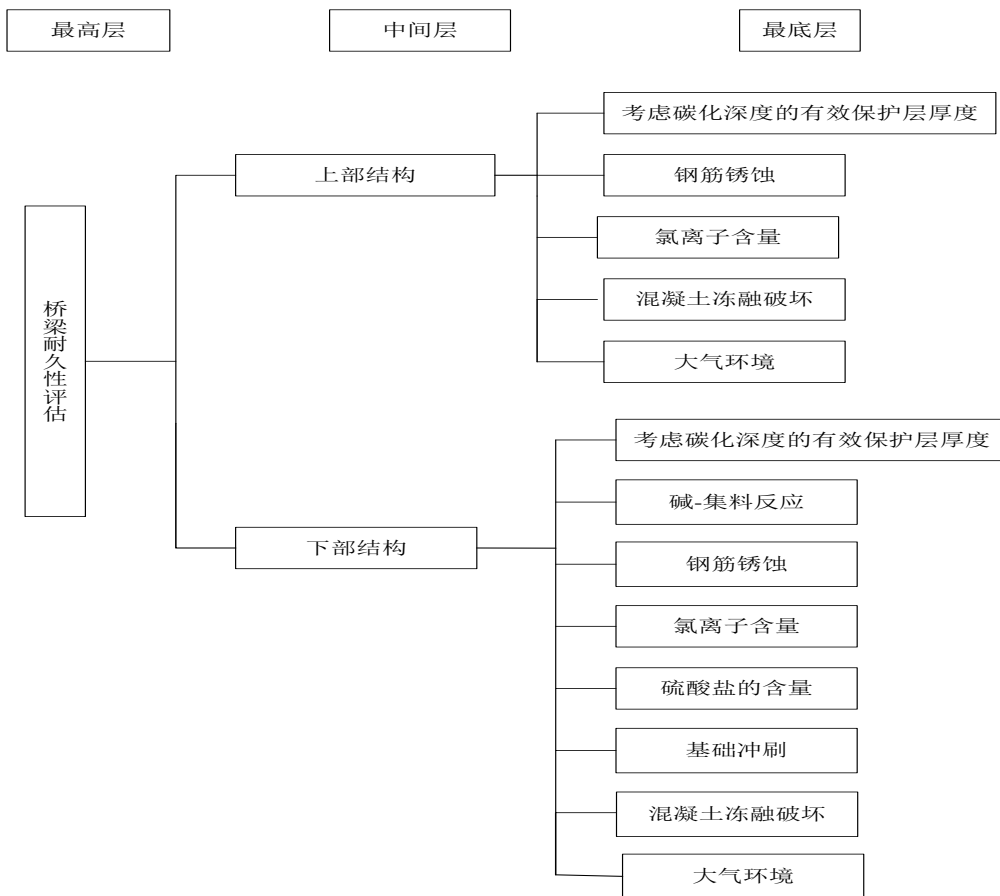 最高层
中间层
最底层
桥梁耐久性评估
上部结构
考虑碳化深度的有效保护层厚度
钢筋锈蚀
氯离子含量
混凝土冻融破坏
大气环境
下部结构
考虑碳化深度的有效保护层厚度
碱-集料反应
钢筋锈蚀
氯离子含量
硫酸盐的含量
基础冲刷
混凝土冻融破坏
大气环境